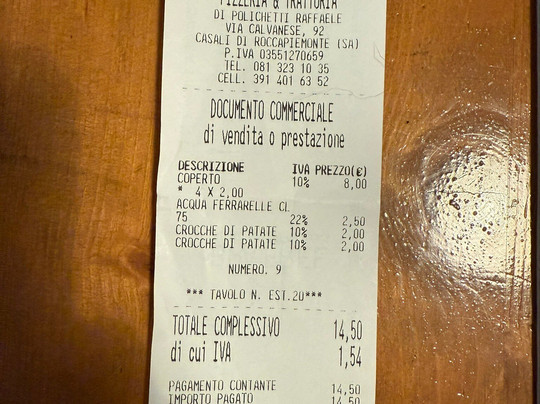 PIZZERIA & TRATTORIA
DI POLICHETTI RAFFAELE
VIA CALVANESE, 92
CASALI DI ROCCAPIEMONTE (SA)
P.IVA 03551270659
TEL. 081 323 10 35
CELL. 391 401 63 52
DOCUMENTO COMMERCIALE
di vendita o prestazione
DESCRIZIONE IVA PREZZO(€)
COPERTO 10% 8,00
* 4 X 2,00
ACQUA FERRARELLE CL
75 22% 2,50
CROCCHE DI PATATE 10% 2,00
CROCCHE DI PATATE 10% 2,00
NUMERO. 9
*** TAVOLO N. EST.20***
TOTALE COMPLESSIVO 14,50
di cui IVA 1,54
PAGAMENTO CONTANTE 14,50
IMPORTO PAGATO 14,50